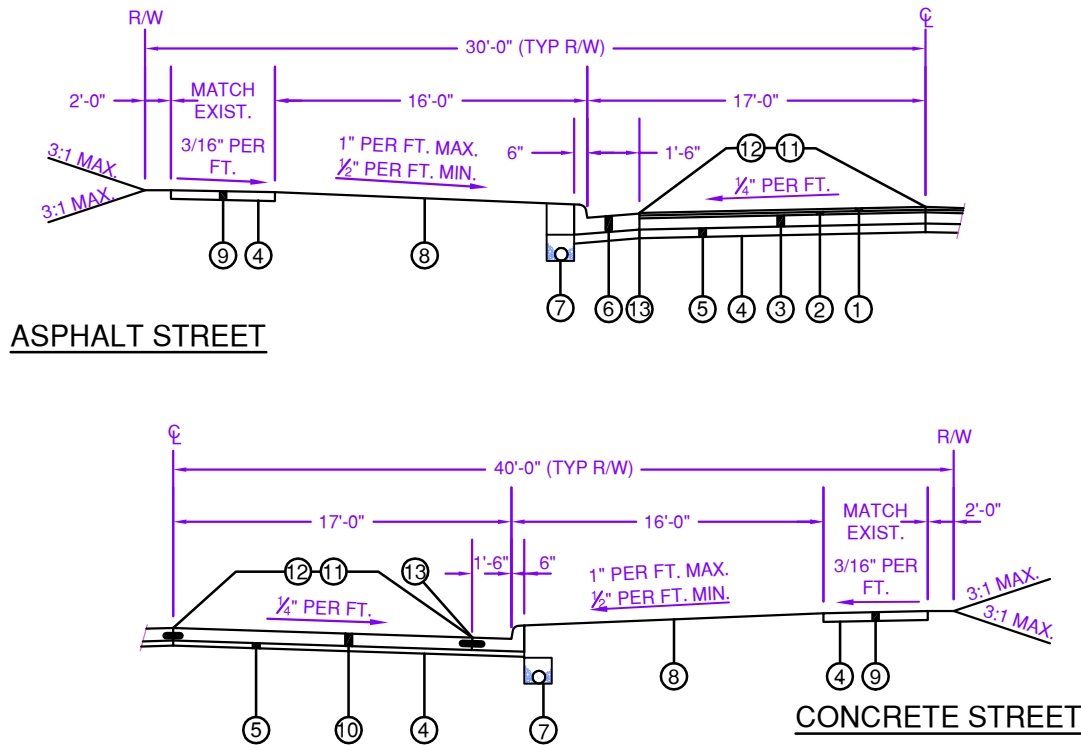 R/W
℄
30'-0" (TYP R/W)
2'-0"
MATCH
EXIST.
16'-0"
17'-0"
3/16" PER
FT.
1" PER FT. MAX.
½" PER FT. MIN.
6"
1'-6"
12
11
¼" PER FT.
3:1 MAX.
3:1 MAX.
9
4
8
7
6
13
5
4
3
2
1
ASPHALT STREET
℄
R/W
40'-0" (TYP R/W)
17'-0"
16'-0"
MATCH
EXIST.
2'-0"
12
11
13
1'-6"
6"
1" PER FT. MAX.
½" PER FT. MIN.
3/16" PER
FT.
¼" PER FT.
3:1 MAX.
3:1 MAX.
5
10
4
7
8
4
9
CONCRETE STREET